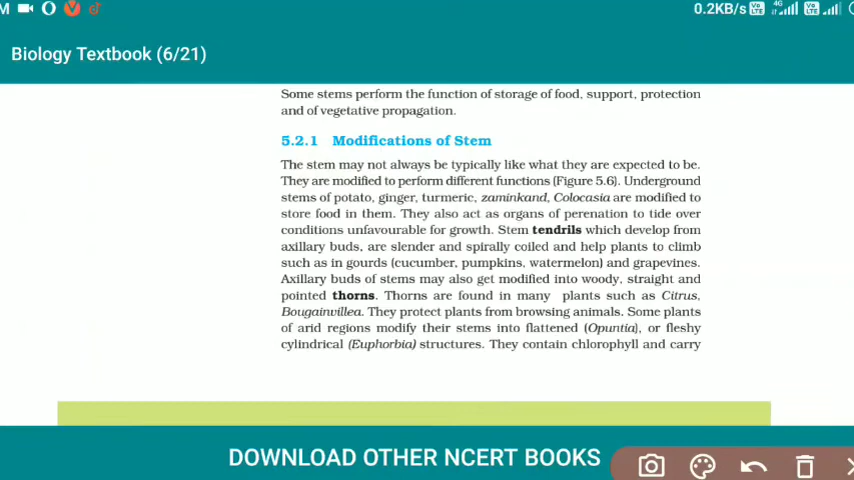 M
0.2KB/s Vo LTE 4G Vo LTE
Biology Textbook (6/21)
Some stems perform the function of storage of food, support, protection
and of vegetative propagation.
5.2.1 Modifications of Stem
The stem may not always be typically like what they are expected to be.
They are modified to perform different functions (Figure 5.6). Underground
stems of potato, ginger, turmeric, zaminkand, Colocasia are modified to
store food in them. They also act as organs of perenation to tide over
conditions unfavourable for growth. Stem tendrils which develop from
axillary buds, are slender and spirally coiled and help plants to climb
such as in gourds (cucumber, pumpkins, watermelon) and grapevines.
Axillary buds of stems may also get modified into woody, straight and
pointed thorns. Thorns are found in many plants such as Citrus,
Bougainvillea. They protect plants from browsing animals. Some plants
of arid regions modify their stems into flattened (Opuntia), or fleshy
cylindrical (Euphorbia) structures. They contain chlorophyll and carry
DOWNLOAD OTHER NCERT BOOKS